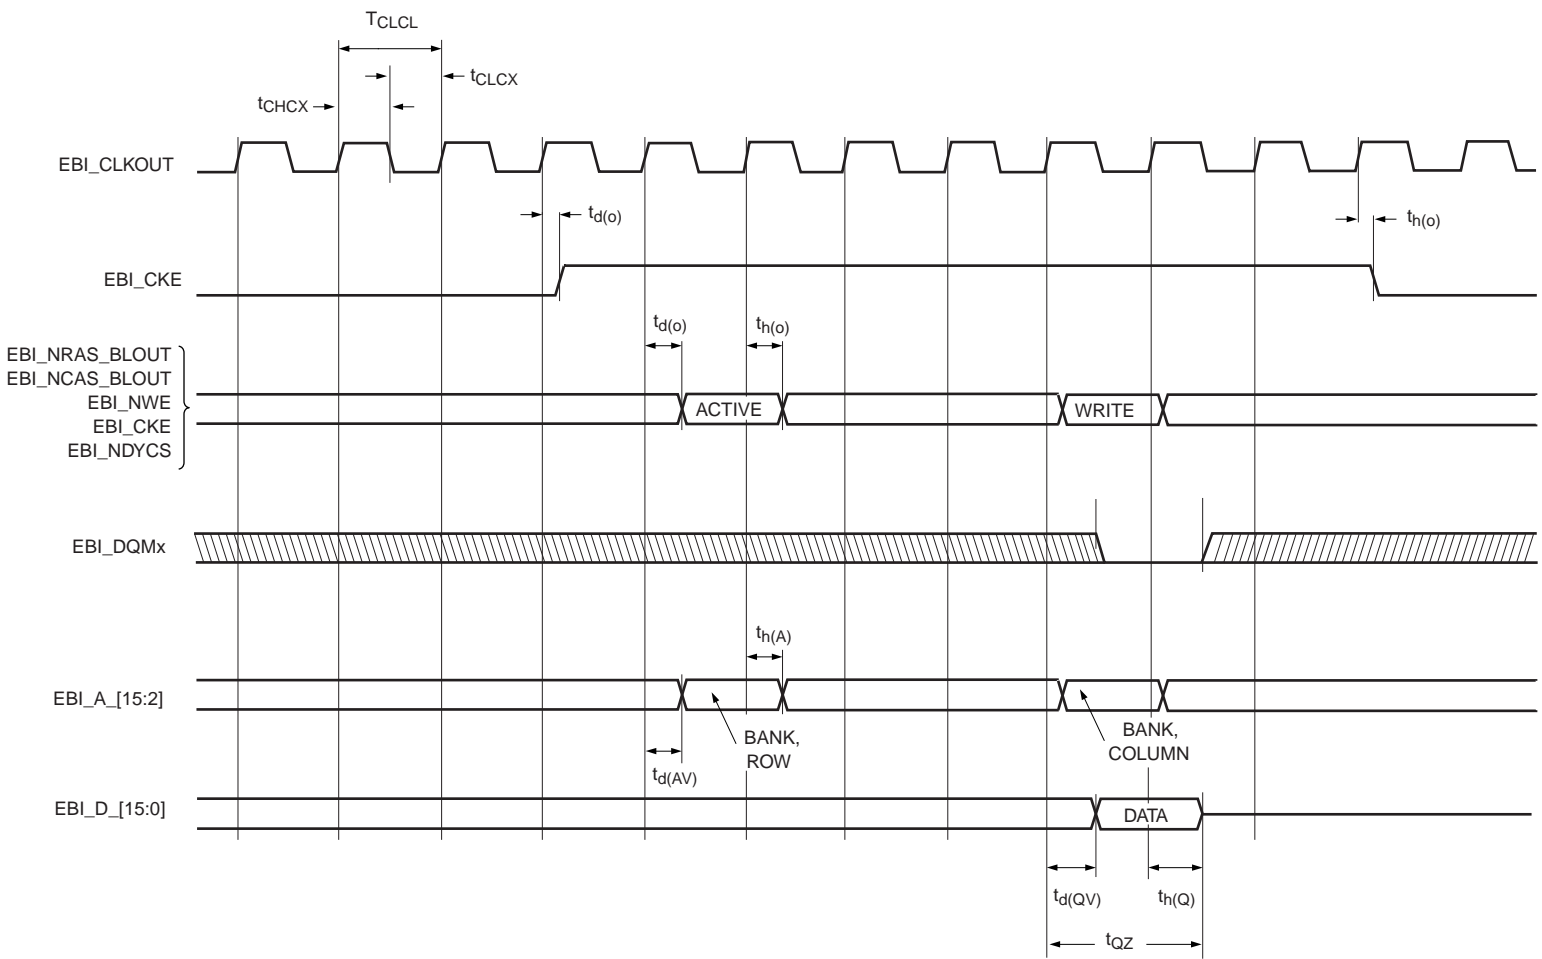 TCLCL
tCLCX
tCHCX
EBI_CLKOUT
td(o)
th(o)
EBI_CKE
td(o)
th(o)
EBI_NRAS_BLOUT
EBI_NCAS_BLOUT
EBI_NWE
EBI_CKE
EBI_NDYCS
ACTIVE
WRITE
EBI_DQMx
th(A)
EBI_A_[15:2]
BANK,
ROW
BANK,
COLUMN
td(AV)
EBI_D_[15:0]
DATA
td(QV)
th(Q)
tQZ